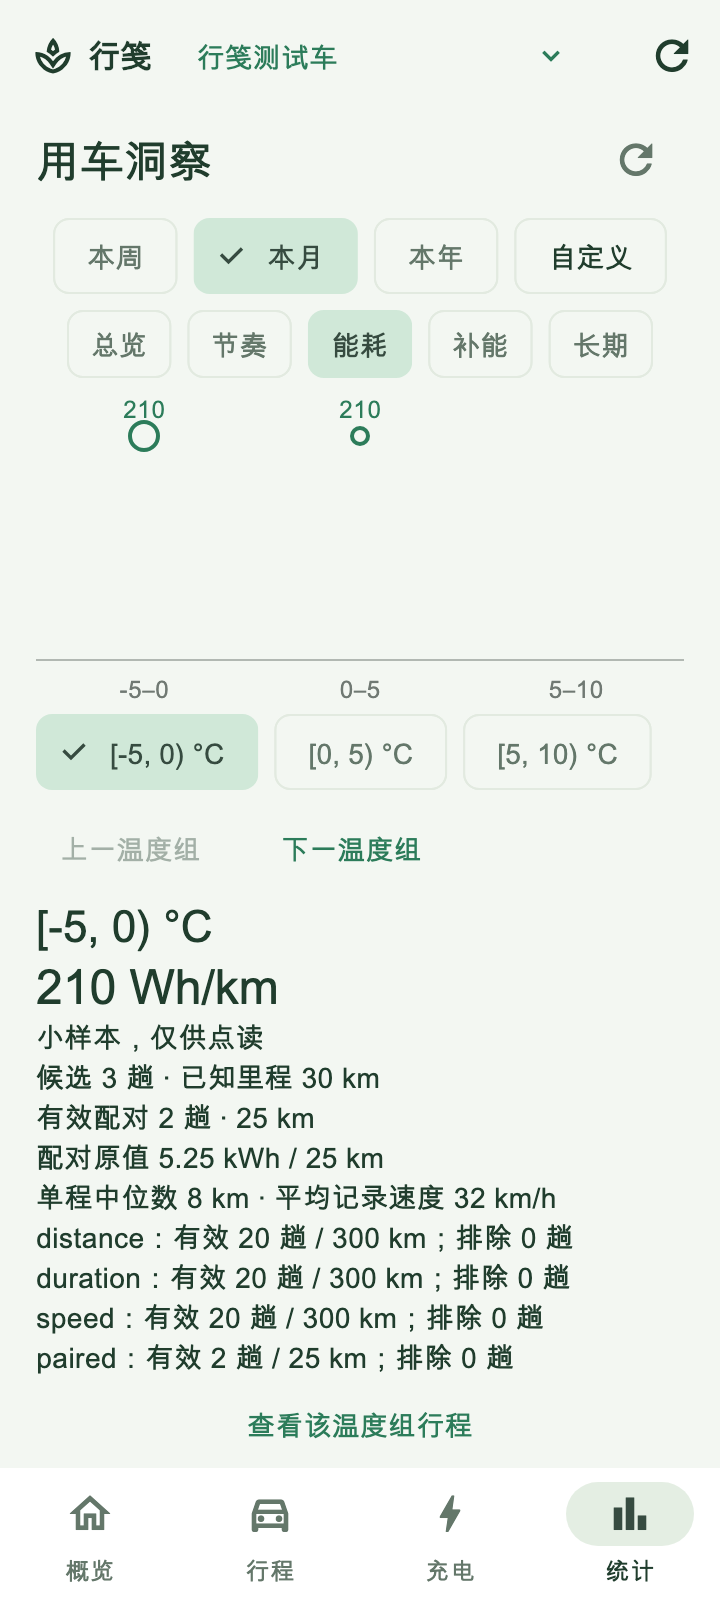 行笺 行笺测试车
用车洞察
本周 本月 本年 自定义
总览 节奏 能耗 补能 长期
210 210
-5–0 0–5 5–10
[-5, 0) °C [0, 5) °C [5, 10) °C
上一温度组 下一温度组
[-5, 0) °C
210 Wh/km
小样本，仅供点读
候选 3 趟 · 已知里程 30 km
有效配对 2 趟 · 25 km
配对原值 5.25 kWh / 25 km
单程中位数 8 km · 平均记录速度 32 km/h
distance：有效 20 趟 / 300 km；排除 0 趟
duration：有效 20 趟 / 300 km；排除 0 趟
speed：有效 20 趟 / 300 km；排除 0 趟
paired：有效 2 趟 / 25 km；排除 0 趟
查看该温度组行程
概览 行程 充电 统计